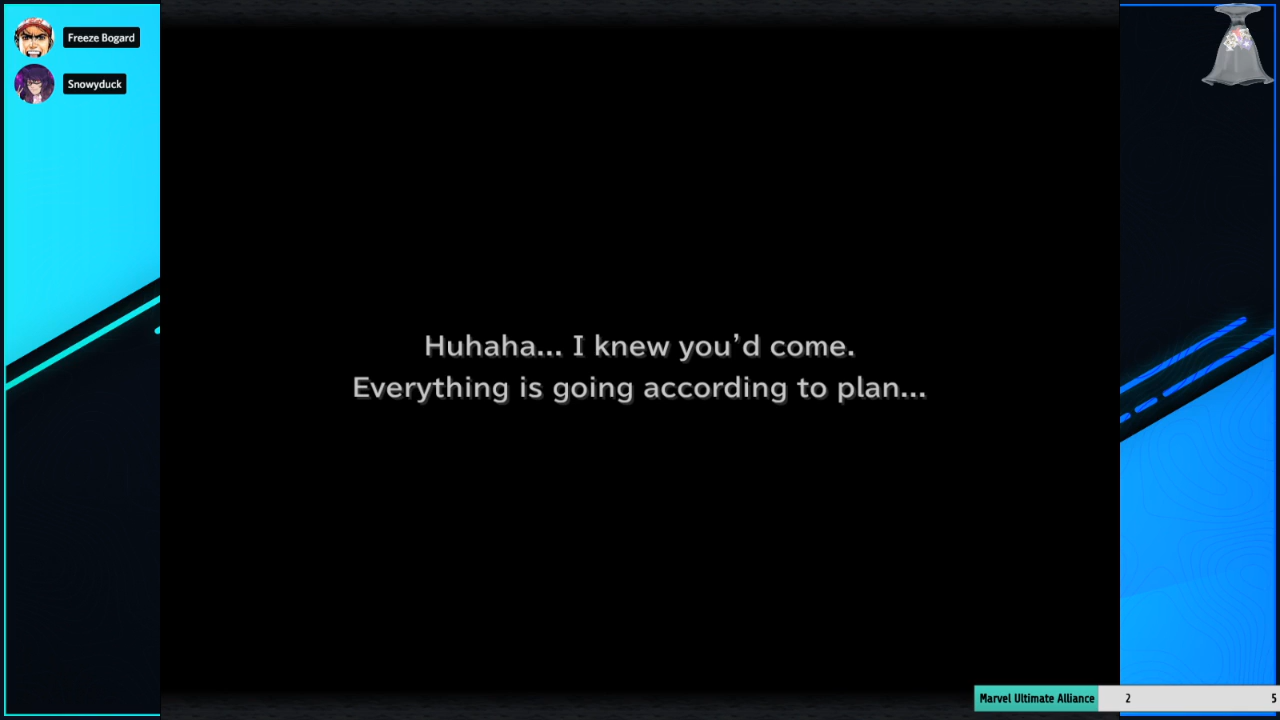 Freeze Bogard
Snowyduck
Huhaha... I knew you'd come.
Everything is going according to plan...
Marvel Ultimate Alliance 2 5